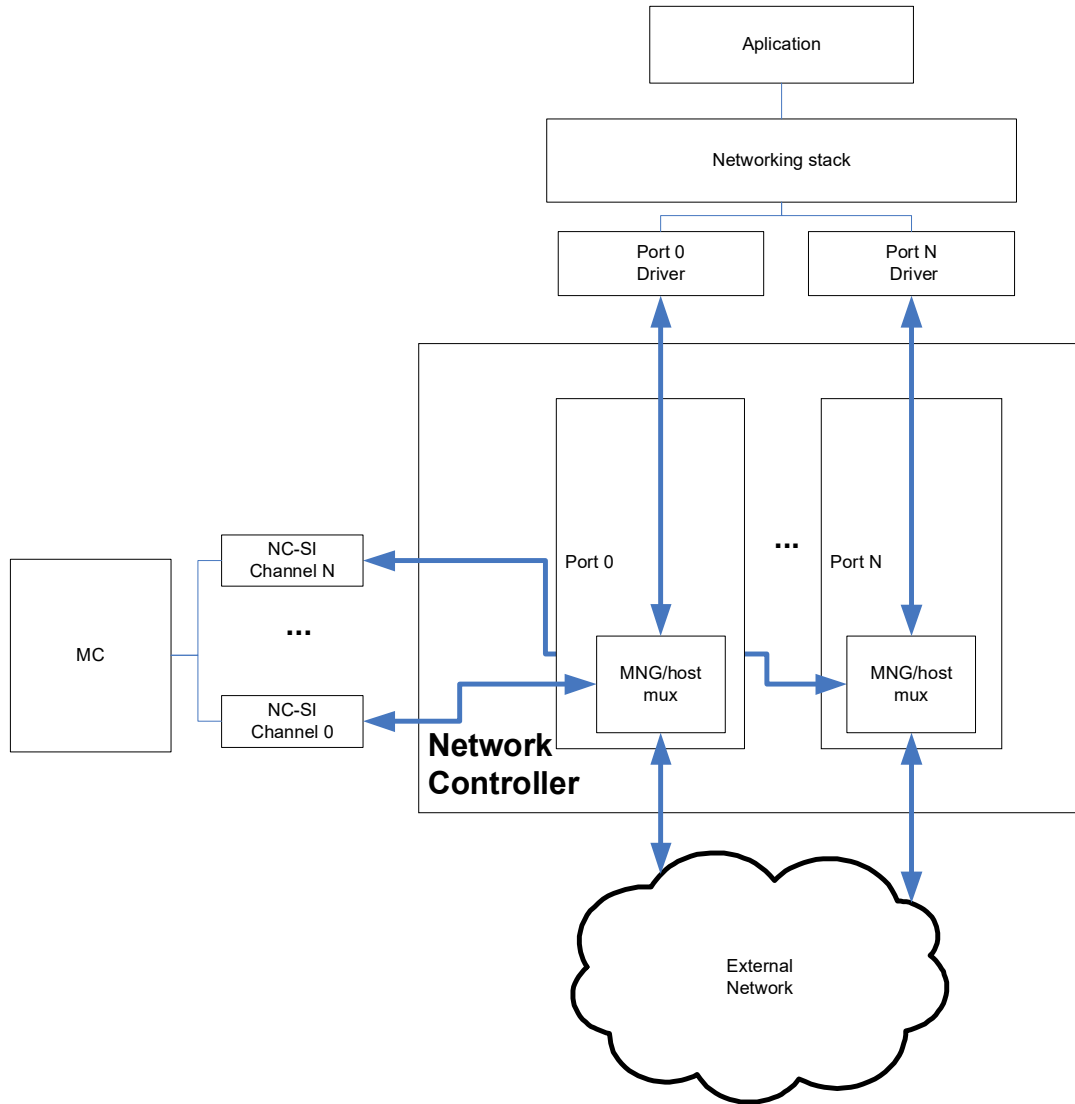 Aplication
Networking stack
Port 0
Driver
Port N
Driver
NC-SI
Channel N
...
Port 0
Port N
...
MC
MNG/host
mux
MNG/host
mux
NC-SI
Channel 0
Network
Controller
External
Network